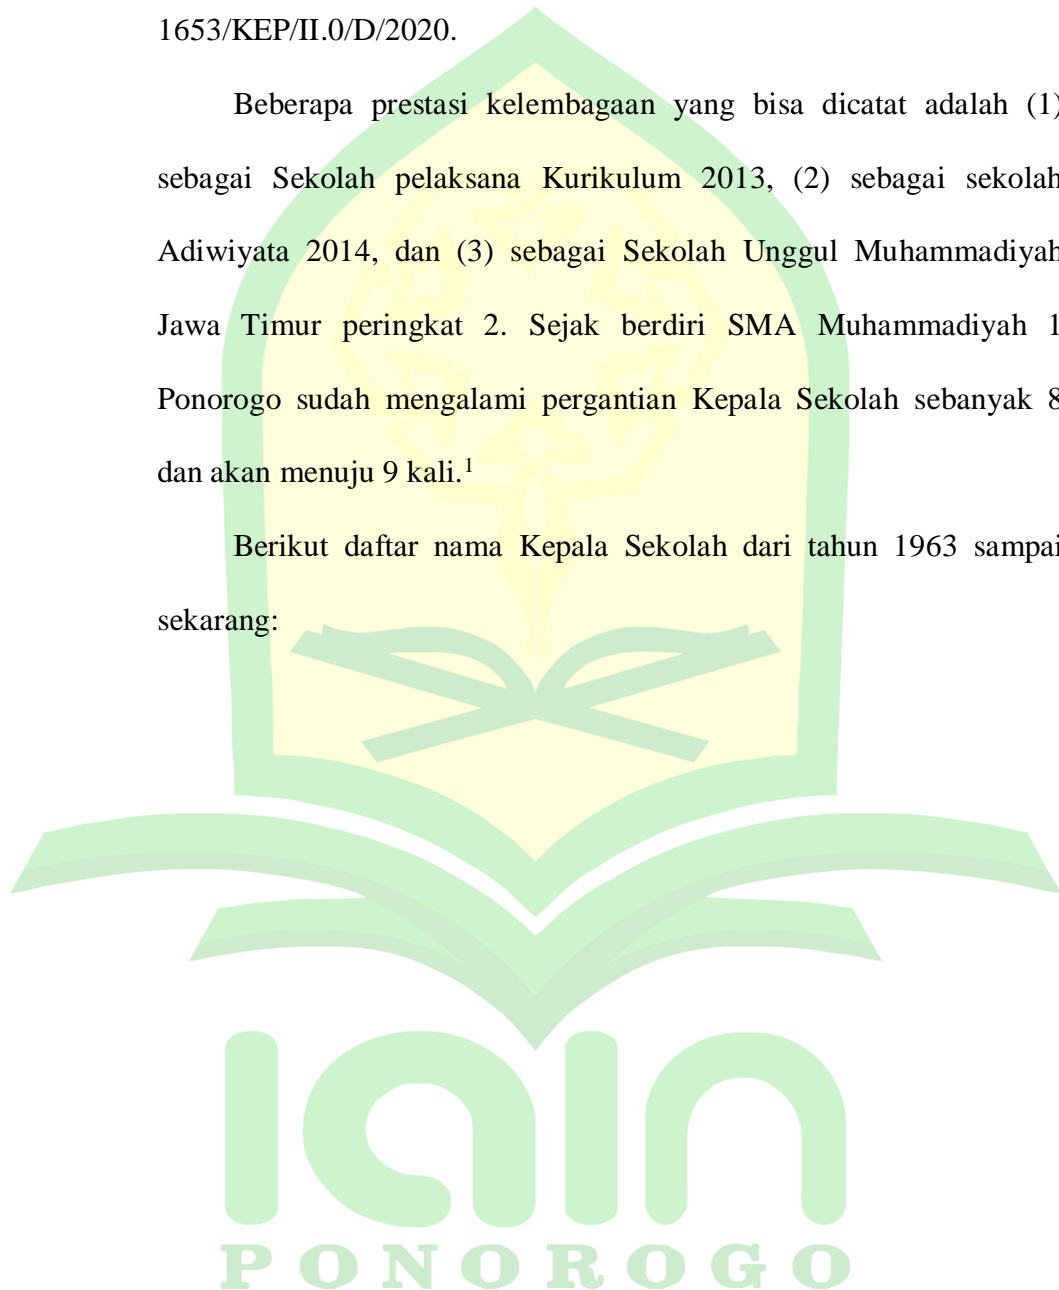 1653/KEP/II.0/D/2020.
Beberapa prestasi kelembagaan yang bisa dicatat adalah (1)
sebagai Sekolah pelaksana Kurikulum 2013, (2) sebagai sekolah
Adiwiyata 2014, dan (3) sebagai Sekolah Unggul Muhammadiyah
Jawa Timur peringkat 2. Sejak berdiri SMA Muhammadiyah 1
Ponorogo sudah mengalami pergantian Kepala Sekolah sebanyak 8
dan akan menuju 9 kali.1
Berikut daftar nama Kepala Sekolah dari tahun 1963 sampai
sekarang:
iain
PONOROGO